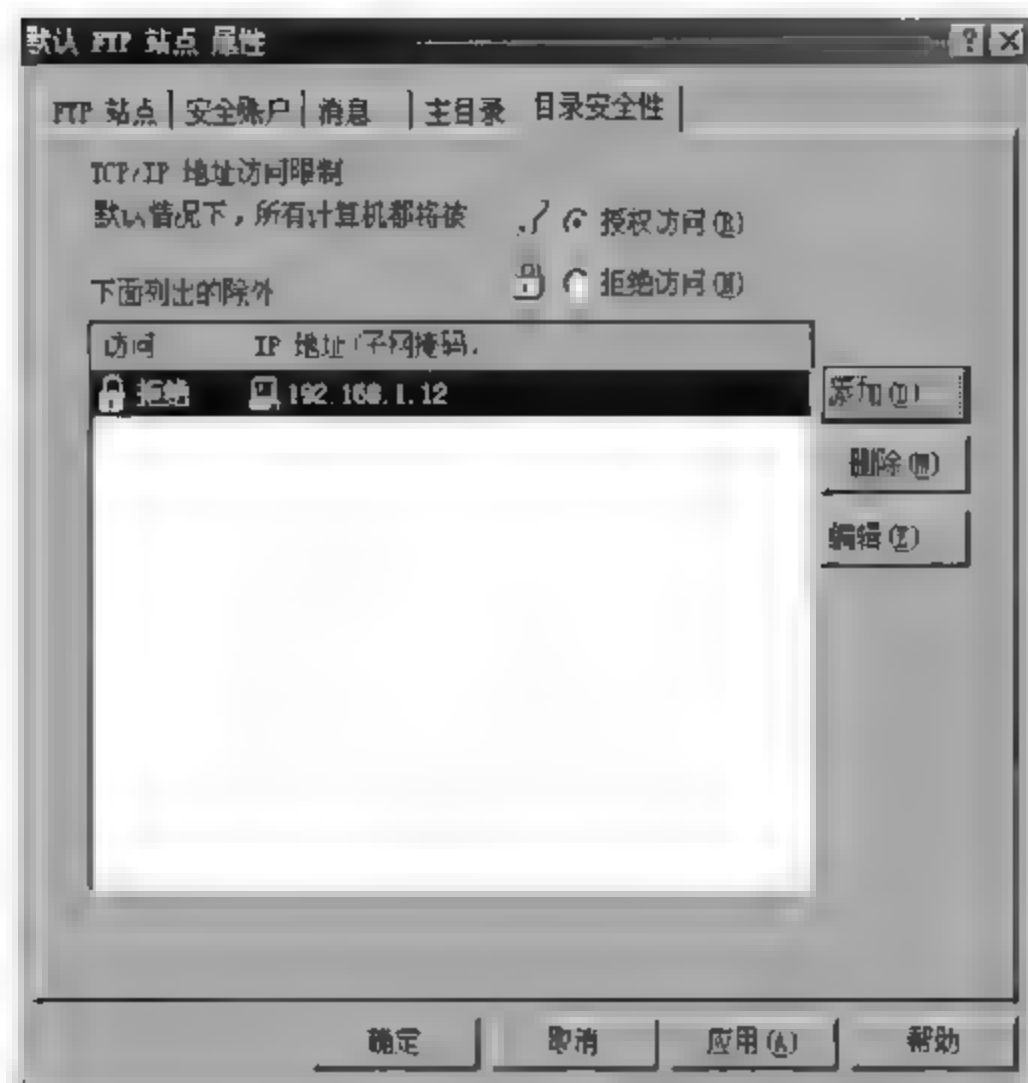 默认 FTP 站点 属性
FTP 站点 安全账户 消息 主目录 目录安全性
TCP/IP 地址访问限制
默认情况下，所有计算机都将被
授权访问(R)
拒绝访问(N)
下面列出的除外
访问 IP 地址(子网掩码)
拒绝 192.168.1.12
添加(D)
删除(M)
编辑(I)
确定 取消 应用(A) 帮助